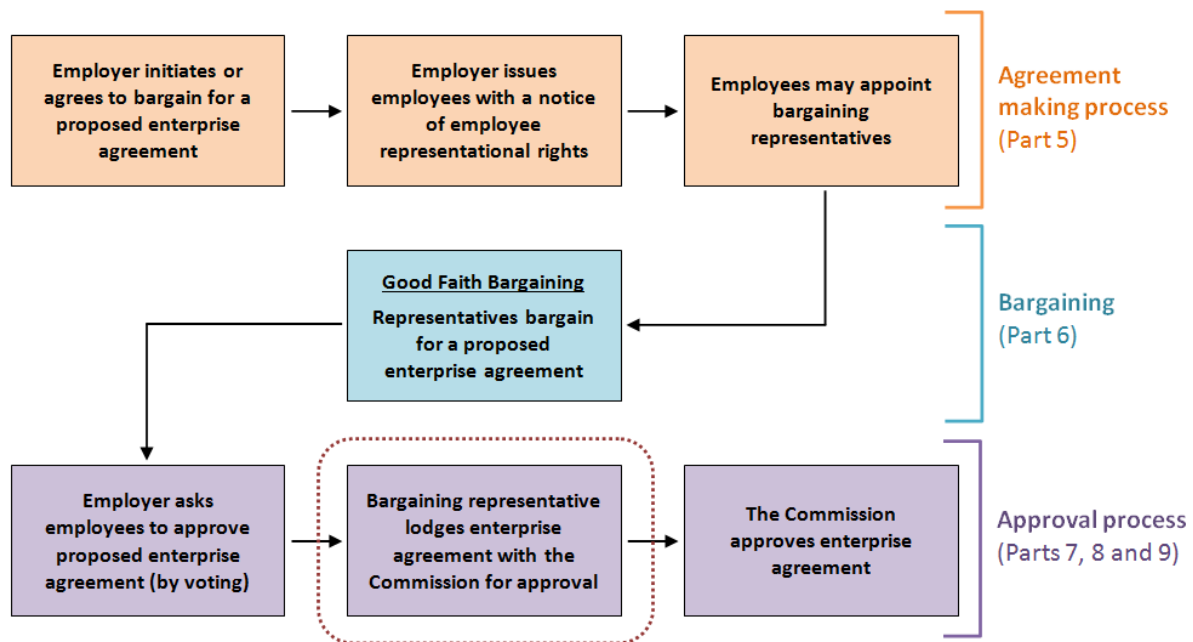 Employer initiates or
agrees to bargain for a
proposed enterprise
agreement
Employer issues
employees with a notice
of employee
representational rights
Employees may appoint
bargaining
representatives
Agreement
making process
(Part 5)
Good Faith Bargaining
Representatives bargain
for a proposed
enterprise agreement
Bargaining
(Part 6)
Employer asks
employees to approve
proposed enterprise
agreement (by voting)
Bargaining representative
lodges enterprise
agreement with the
Commission for approval
The Commission
approves enterprise
agreement
Approval process
(Parts 7, 8 and 9)